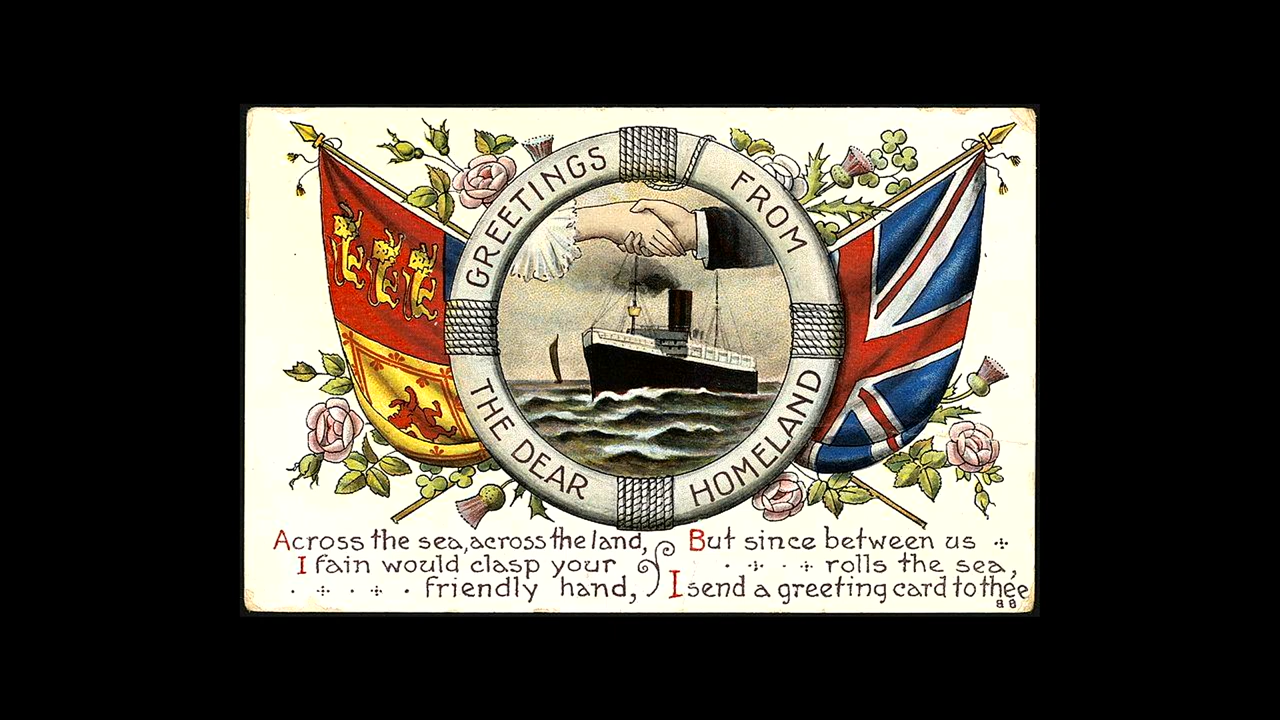 GREETINGS FROM
THE DEAR HOMELAND
Across the sea, across the land,
I fain would clasp your
friendly hand,
But since between us
rolls the sea,
I send a greeting card to thee
B B